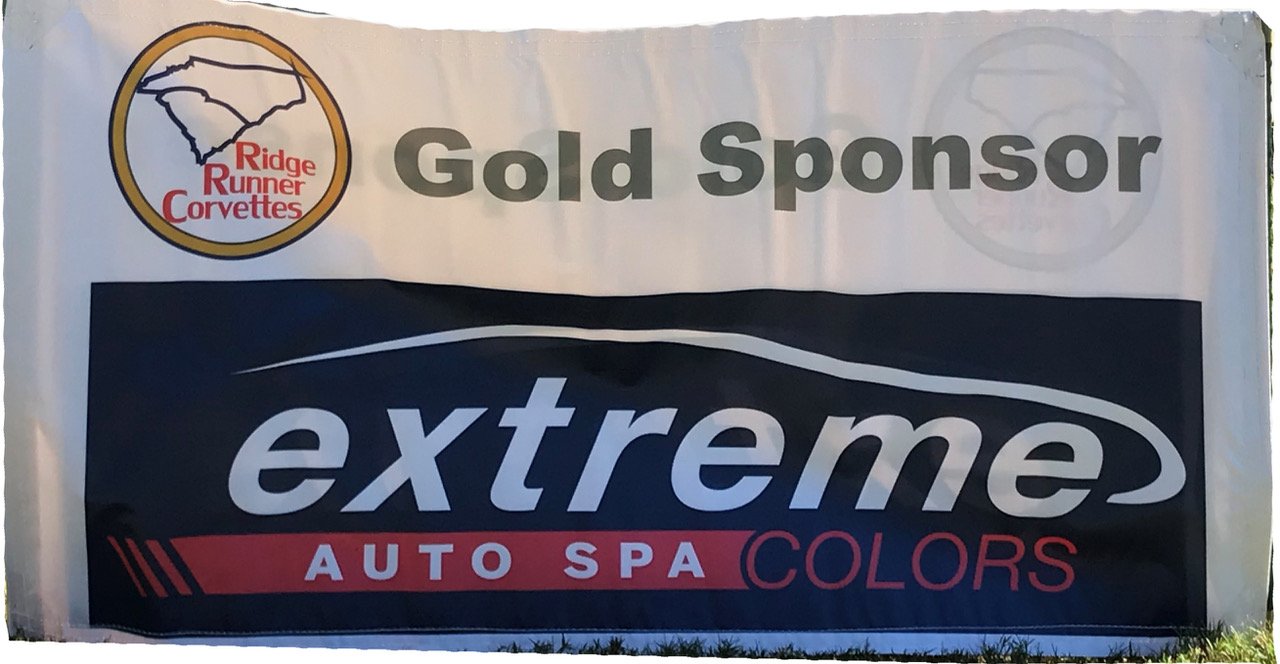 Ridge
Runner
Corvettes
Gold Sponsor
extreme
AUTO SPA COLORS